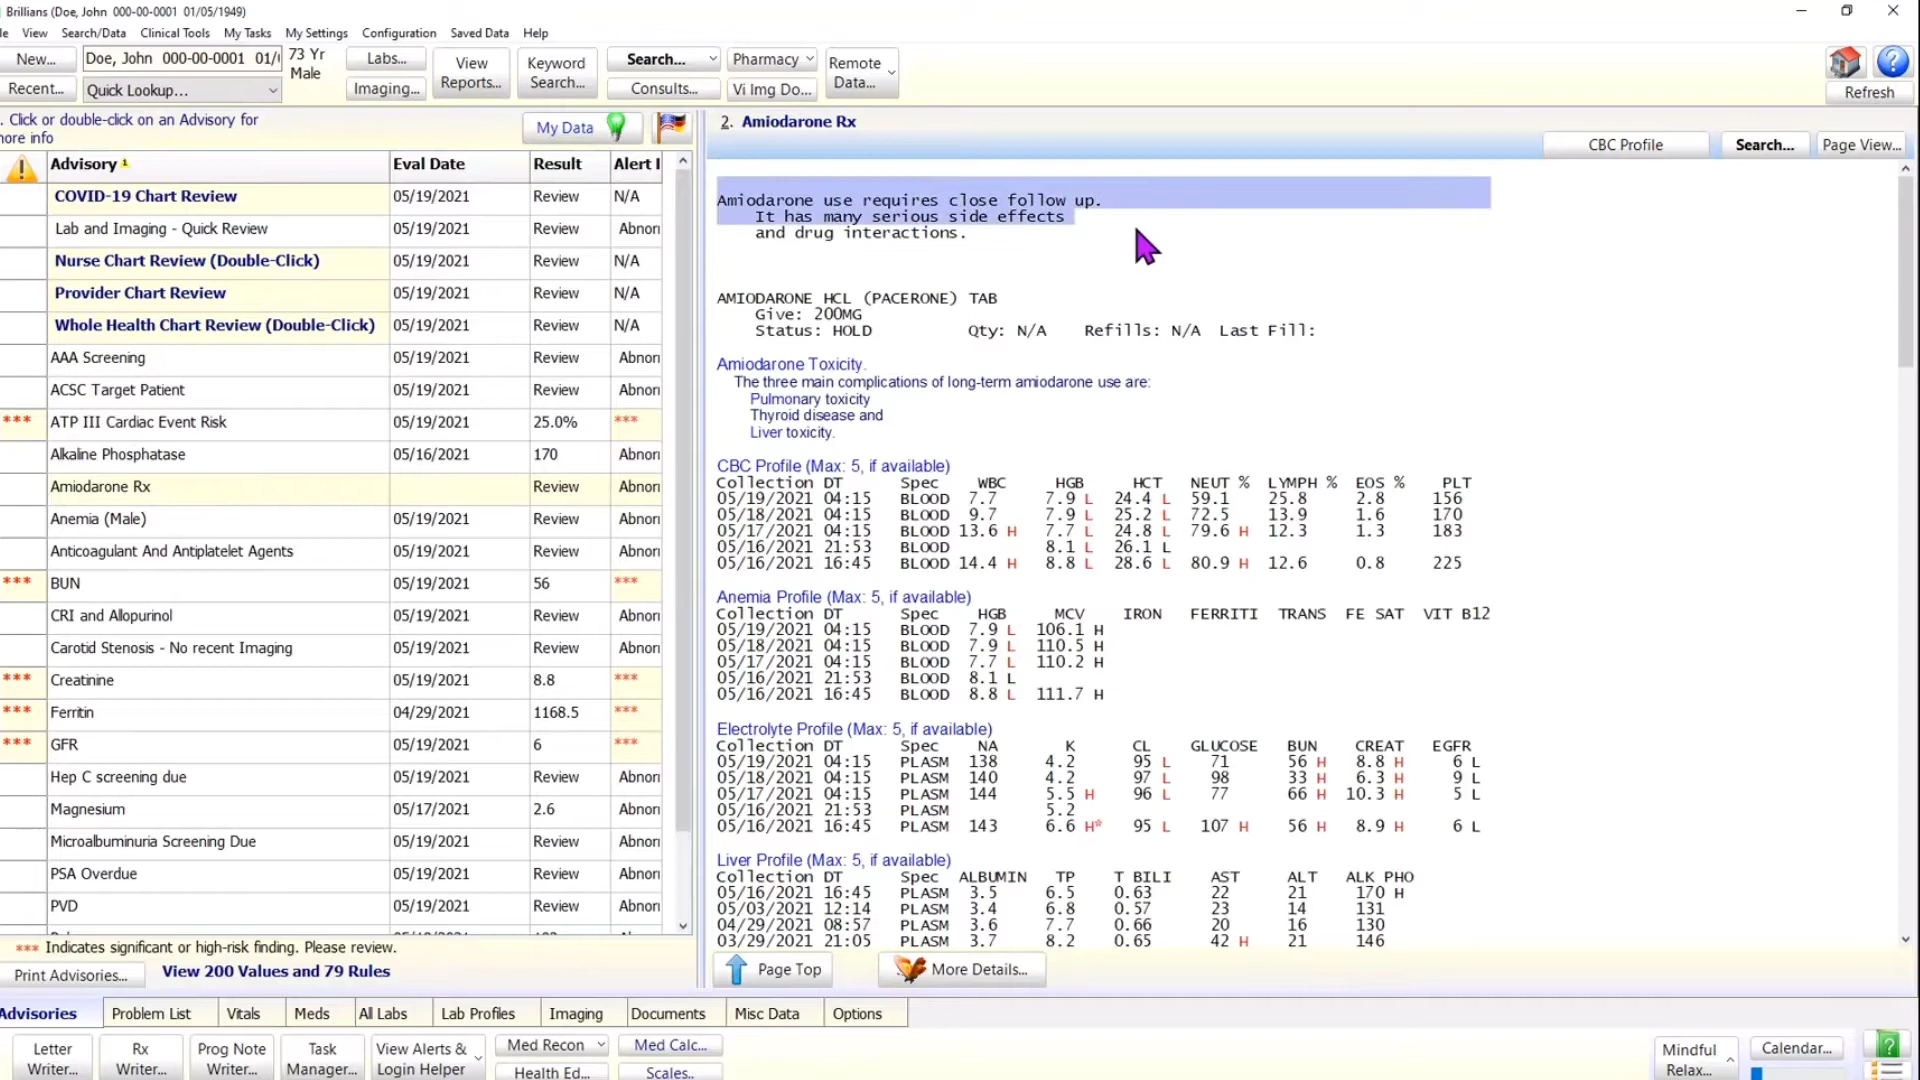 Brillians (Doe, John 000-00-0001 01/05/1949)
le View Search/Data Clinical Tools My Tasks My Settings Configuration Saved Data Help
New... Doe, John 000-00-0001 01/0 73 Yr Male
Recent... Quick Lookup...
Labs... Imaging... View Reports... Keyword Search... Search... Consults... Pharmacy Vi Img Do... Remote Data... Refresh
. Click or double-click on an Advisory for
nore info
My Data
Advisory 1 Eval Date Result Alert I
COVID-19 Chart Review 05/19/2021 Review N/A
Lab and Imaging - Quick Review 05/19/2021 Review Abnor
Nurse Chart Review (Double-Click) 05/19/2021 Review N/A
Provider Chart Review 05/19/2021 Review N/A
Whole Health Chart Review (Double-Click) 05/19/2021 Review N/A
AAA Screening 05/19/2021 Review Abnor
ACSC Target Patient 05/19/2021 Review Abnor
*** ATP III Cardiac Event Risk 05/19/2021 25.0% ***
Alkaline Phosphatase 05/16/2021 170 Abnor
Amiodarone Rx Review Abnor
Anemia (Male) 05/19/2021 Review Abnor
Anticoagulant And Antiplatelet Agents 05/19/2021 Review Abnor
*** BUN 05/19/2021 56 ***
CRI and Allopurinol 05/19/2021 Review Abnor
Carotid Stenosis - No recent Imaging 05/19/2021 Review Abnor
*** Creatinine 05/19/2021 8.8 ***
*** Ferritin 04/29/2021 1168.5 ***
*** GFR 05/19/2021 6 ***
Hep C screening due 05/19/2021 Review Abnor
Magnesium 05/17/2021 2.6 Abnor
Microalbuminuria Screening Due 05/19/2021 Review Abnor
PSA Overdue 05/19/2021 Review Abnor
PVD 05/19/2021 Review Abnor
*** Indicates significant or high-risk finding. Please review.
Print Advisories... View 200 Values and 79 Rules
2. Amiodarone Rx
CBC Profile Search... Page View...
Amiodarone use requires close follow up.
It has many serious side effects
and drug interactions.
AMIODARONE HCL (PACERONE) TAB
Give: 200MG
Status: HOLD Qty: N/A Refills: N/A Last Fill:
Amiodarone Toxicity.
The three main complications of long-term amiodarone use are:
Pulmonary toxicity
Thyroid disease and
Liver toxicity.
CBC Profile (Max: 5, if available)
Collection DT Spec WBC HGB HCT NEUT % LYMPH % EOS % PLT
05/19/2021 04:15 BLOOD 7.7 7.9 L 24.4 L 59.1 25.8 2.8 156
05/18/2021 04:15 BLOOD 9.7 7.9 L 25.2 L 72.5 13.9 1.6 170
05/17/2021 04:15 BLOOD 13.6 H 7.7 L 24.8 L 79.6 H 12.3 1.3 183
05/16/2021 21:53 BLOOD 8.1 L 26.1 L
05/16/2021 16:45 BLOOD 14.4 H 8.8 L 28.6 L 80.9 H 12.6 0.8 225
Anemia Profile (Max: 5, if available)
Collection DT Spec HGB MCV IRON FERRITI TRANS FE SAT VIT B12
05/19/2021 04:15 BLOOD 7.9 L 106.1 H
05/18/2021 04:15 BLOOD 7.9 L 110.5 H
05/17/2021 04:15 BLOOD 7.7 L 110.2 H
05/16/2021 21:53 BLOOD 8.1 L
05/16/2021 16:45 BLOOD 8.8 L 111.7 H
Electrolyte Profile (Max: 5, if available)
Collection DT Spec NA K CL GLUCOSE BUN CREAT EGFR
05/19/2021 04:15 PLASM 138 4.2 95 L 71 56 H 8.8 H 6 L
05/18/2021 04:15 PLASM 140 4.2 97 L 98 33 H 6.3 H 9 L
05/17/2021 04:15 PLASM 144 5.5 H 96 L 77 66 H 10.3 H 5 L
05/16/2021 21:53 PLASM 5.2
05/16/2021 16:45 PLASM 143 6.6 H* 95 L 107 H 56 H 8.9 H 6 L
Liver Profile (Max: 5, if available)
Collection DT Spec ALBUMIN TP T BILI AST ALT ALK PHO
05/16/2021 16:45 PLASM 3.5 6.5 0.63 22 21 170 H
05/03/2021 12:14 PLASM 3.4 6.8 0.57 23 14 131
04/29/2021 08:57 PLASM 3.6 7.7 0.66 20 16 130
03/29/2021 21:05 PLASM 3.7 8.2 0.65 42 H 21 146
Page Top More Details...
Advisories Problem List Vitals Meds All Labs Lab Profiles Imaging Documents Misc Data Options
Letter Writer... Rx Writer... Prog Note Writer... Task Manager... View Alerts & Login Helper Med Recon Health Ed... Med Calc... Scales.. Mindful Relax... Calendar...